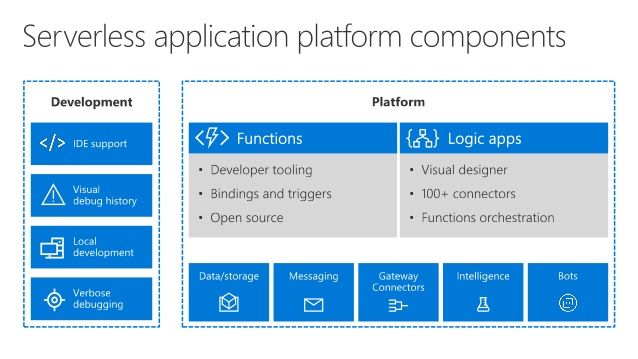 Serverless application platform components
Development
</> IDE support
Visual
debug history
Local
development
Verbose
debugging
Platform
Functions
• Developer tooling
• Bindings and triggers
• Open source
Logic apps
• Visual designer
• 100+ connectors
• Functions orchestration
Data/storage
Messaging
Gateway
Connectors
Intelligence
Bots